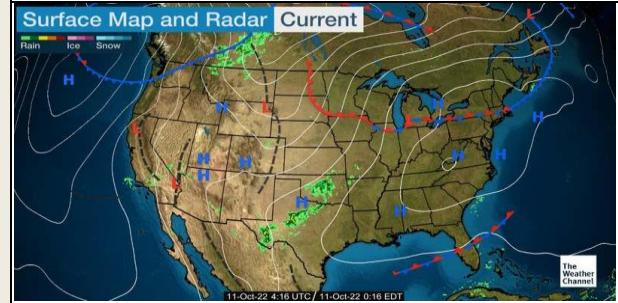 Surface Map and Radar Current
Rain Ice Snow
H
H
H
H
H
H
H
H
H
H
H
H
L
L
L
L
The
Weather
Channel
11-Oct-22 4:16 UTC / 11-Oct-22 0:16 EDT